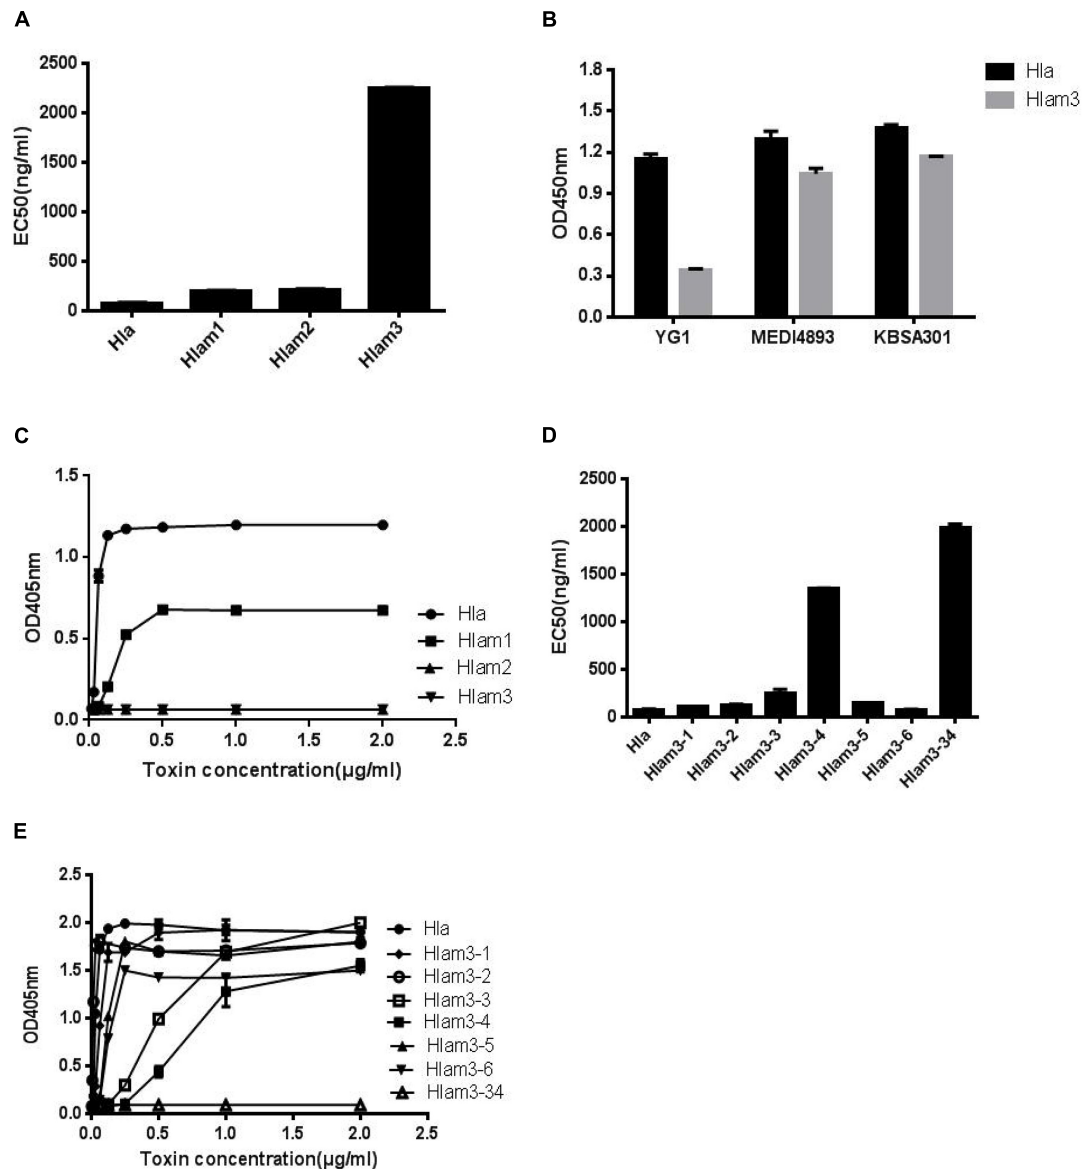 A
2500
2000
1500
1000
500
0
EC50(ng/ml)
Hla
Hlam1
Hlam2
Hlam3
B
1.8
1.5
1.2
0.9
0.6
0.3
0.0
OD450nm
YG1 MEDI4893 KBSA301
Hla
Hlam3
C
1.5
1.0
0.5
0.0
OD405nm
0.0 0.5 1.0 1.5 2.0 2.5
Toxin concentration(μg/ml)
Hla
Hlam1
Hlam2
Hlam3
D
2500
2000
1500
1000
500
0
EC50(ng/ml)
Hla
Hlam3-1
Hlam3-2
Hlam3-3
Hlam3-4
Hlam3-5
Hlam3-6
Hlam3-34
E
2.5
2.0
1.5
1.0
0.5
0.0
OD405nm
0.0 0.5 1.0 1.5 2.0 2.5
Toxin concentration(μg/ml)
Hla
Hlam3-1
Hlam3-2
Hlam3-3
Hlam3-4
Hlam3-5
Hlam3-6
Hlam3-34